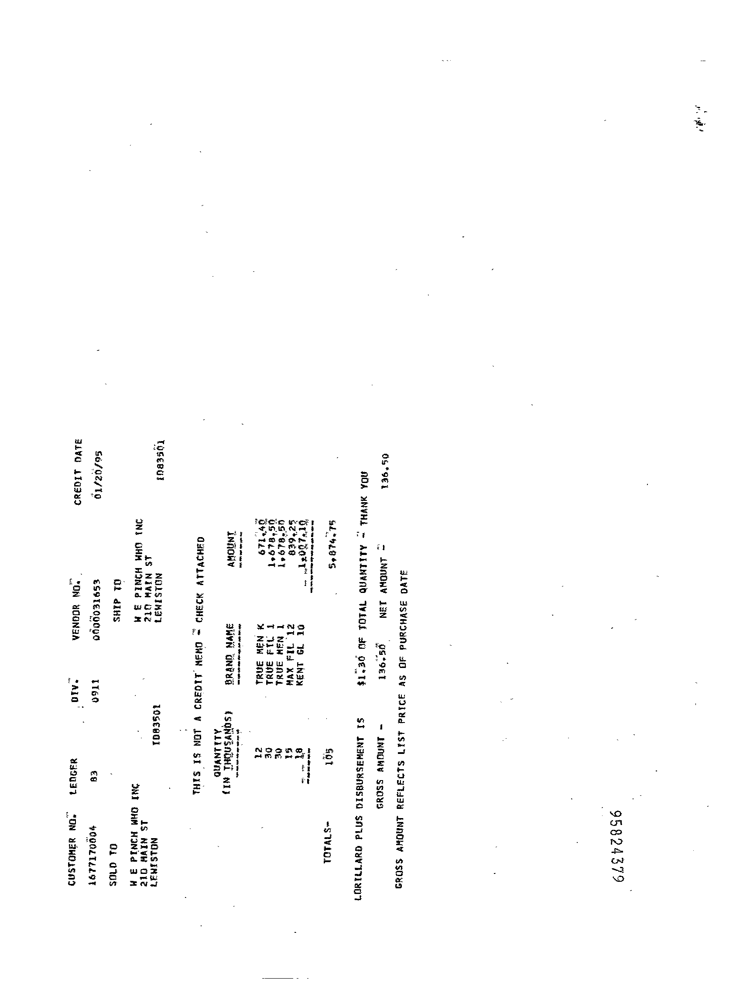 CUSTOMER NO. LEDGER DIV. VENDOR NO. CREDIT DATE
1677170004 83 0911 0000031653 01/20/95
SOLD TO SHIP TO
W E PINCH WHO INC W E PINCH WHO INC
210 MAIN ST 210 MAIN ST
LEWISTON ID83501 LEWISTON ID83501
THIS IS NOT A CREDIT MEMO - CHECK ATTACHED
QUANTITY
(IN THOUSANDS) BRAND NAME AMOUNT
12 TRUE MEN K 671.40
30 TRUE FTL 1 1,678.50
30 TRUE MEN 1 1,678.50
15 MAX FIL 12 839.25
18 KENT GL 10 1,007.10
TOTALS- 105 5,874.75
LORILLARD PLUS DISBURSEMENT IS $1.30 OF TOTAL QUANTITY - THANK YOU
GROSS AMOUNT - 136.50 NET AMOUNT - 136.50
GROSS AMOUNT REFLECTS LIST PRICE AS OF PURCHASE DATE
95824379